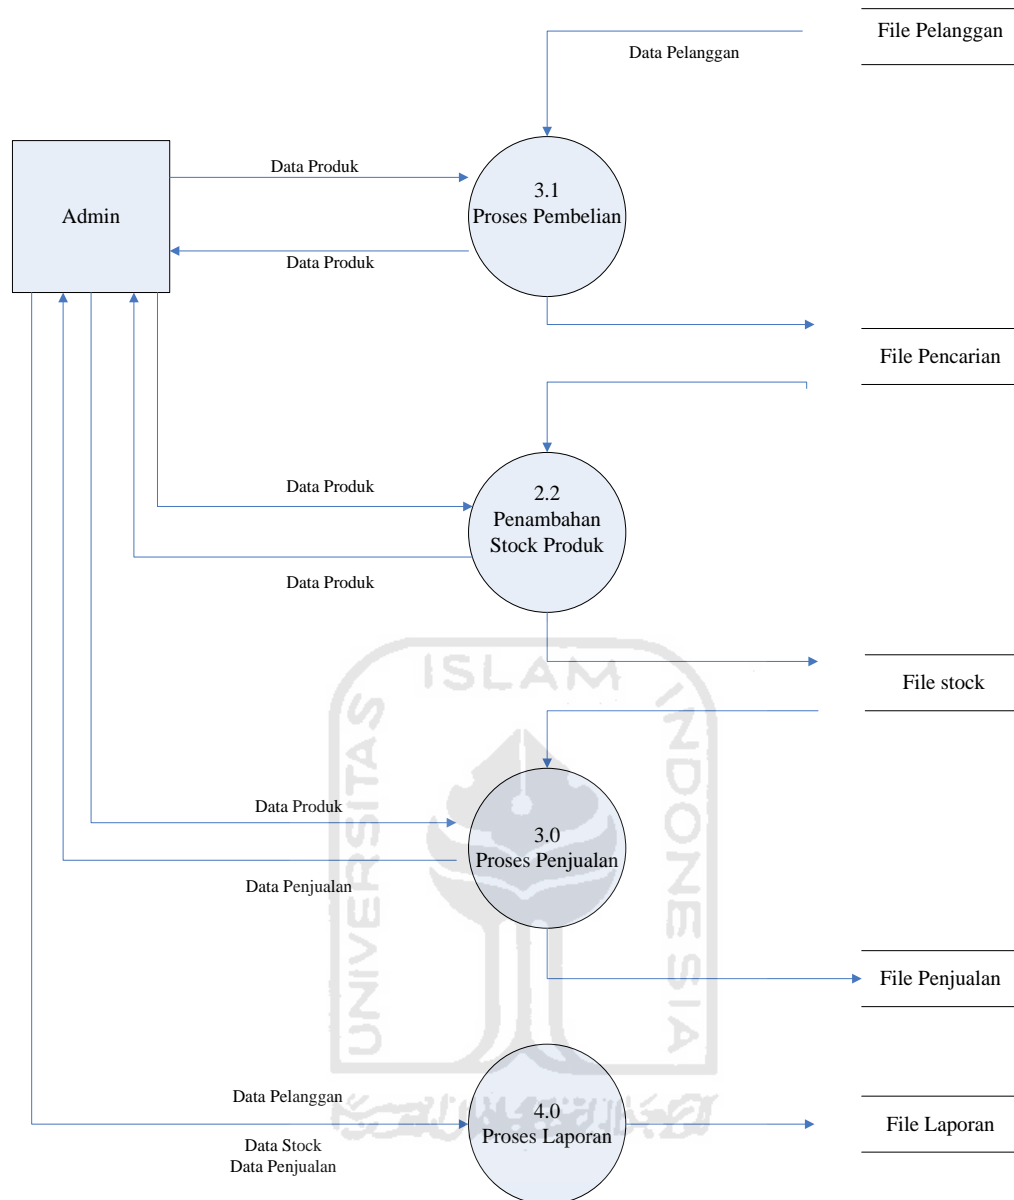 File Pelanggan
Data Pelanggan
Data Produk
3.1
Proses Pembelian
Admin
Data Produk
File Pencarian
Data Produk
2.2
Penambahan
Stock Produk
Data Produk
ISLAM
UNIVERSITAS
INDONESIA
File stock
Data Produk
3.0
Proses Penjualan
Data Penjualan
File Penjualan
Data Pelanggan
4.0
Proses Laporan
File Laporan
Data Stock
Data Penjualan